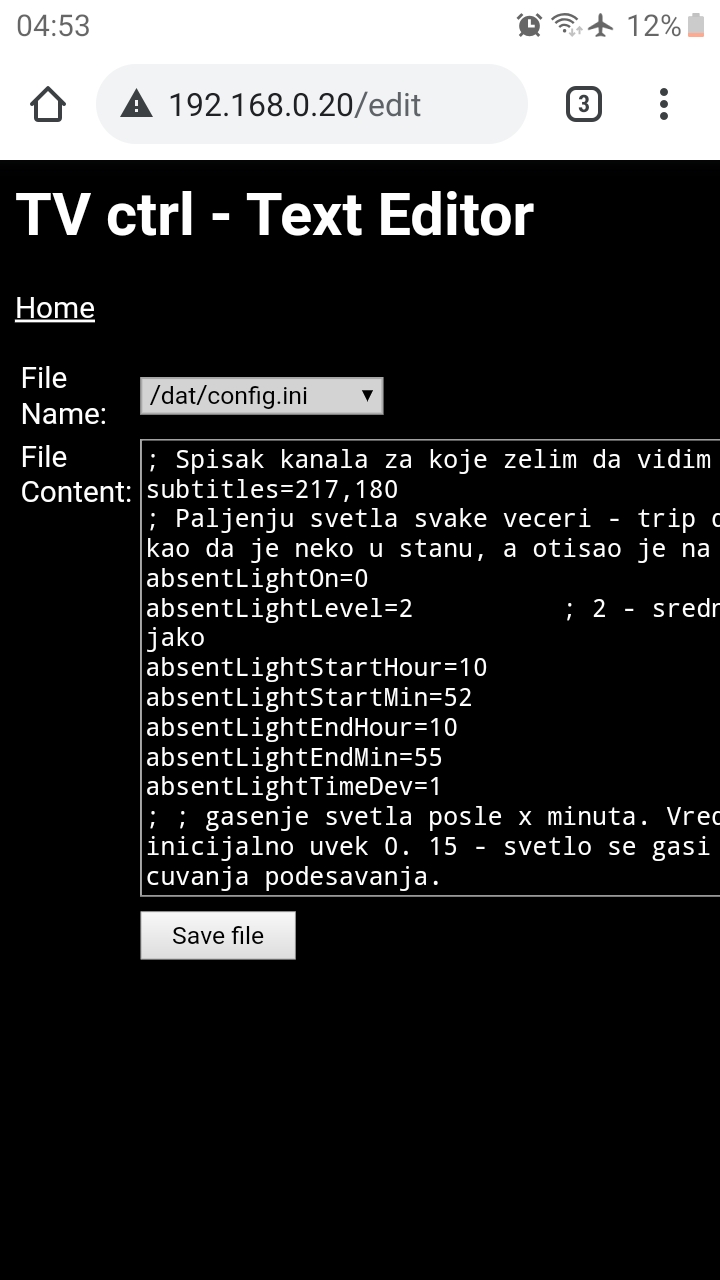 04:53
12%
192.168.0.20/edit
3
TV ctrl - Text Editor
Home
File
Name:
/dat/config.ini
File
Content:
; Spisak kanala za koje zelim da vidim
subtitles=217,180
; Paljenju svetla svake veceri - trip
kao da je neko u stanu, a otisao je na
absentLightOn=0
absentLightLevel=2 ; 2 -
jako
absentLightStartHour=10
absentLightStartMin=52
absentLightEndHour=10
absentLightEndMin=55
absentLightTimeDev=1
; ; gasenje svetla posle x minuta.
inicijalno uvek 0. 15 - svetlo se gasi
cuvanja podesavanja.
Save file